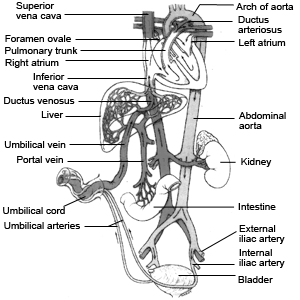 Superior
vena cava
Foramen ovale
Pulmonary trunk
Right atrium
Inferior
vena cava
Ductus venosus
Liver
Umbilical vein
Portal vein
Umbilical cord
Umbilical arteries
Arch of aorta
Ductus
arteriosus
Left atrium
Abdominal
aorta
Kidney
Intestine
External
iliac artery
Internal
iliac artery
Bladder